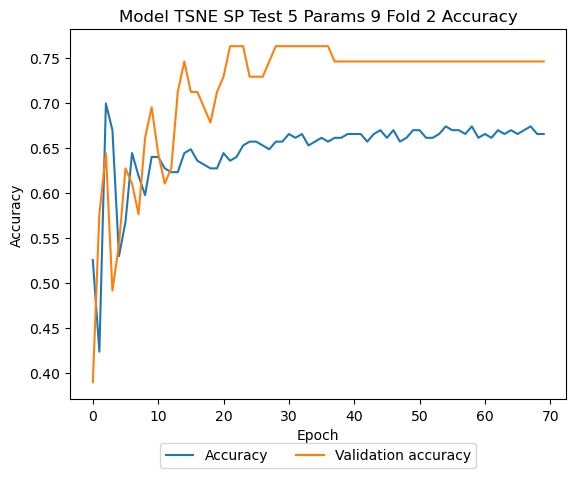 Model TSNE SP Test 5 Params 9 Fold 2 Accuracy
Accuracy
0.75
0.70
0.65
0.60
0.55
0.50
0.45
0.40
0 10 20 30 40 50 60 70
Epoch
Accuracy Validation accuracy